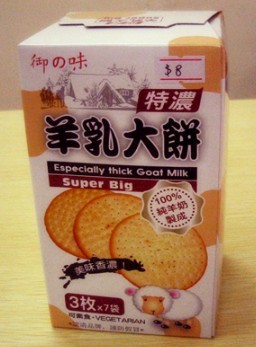 御の味
$8
特濃
羊乳大餅
Especially thick Goat Milk
Super Big
100%
純羊奶
製成
美味香濃!
3枚x7袋
可素食·VEGETARIAN